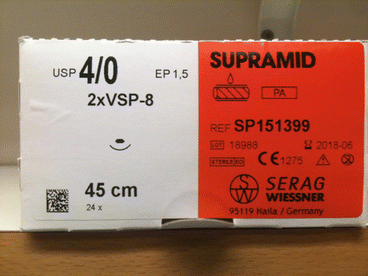 USP 4/0 EP 1,5
2xVSP-8
45 cm
24 x
SUPRAMID
PA
REF SP151399
LOT 18988 2018-06
STERILE EO CE 1275
SERAG
WIESSNER
95119 Naila / Germany